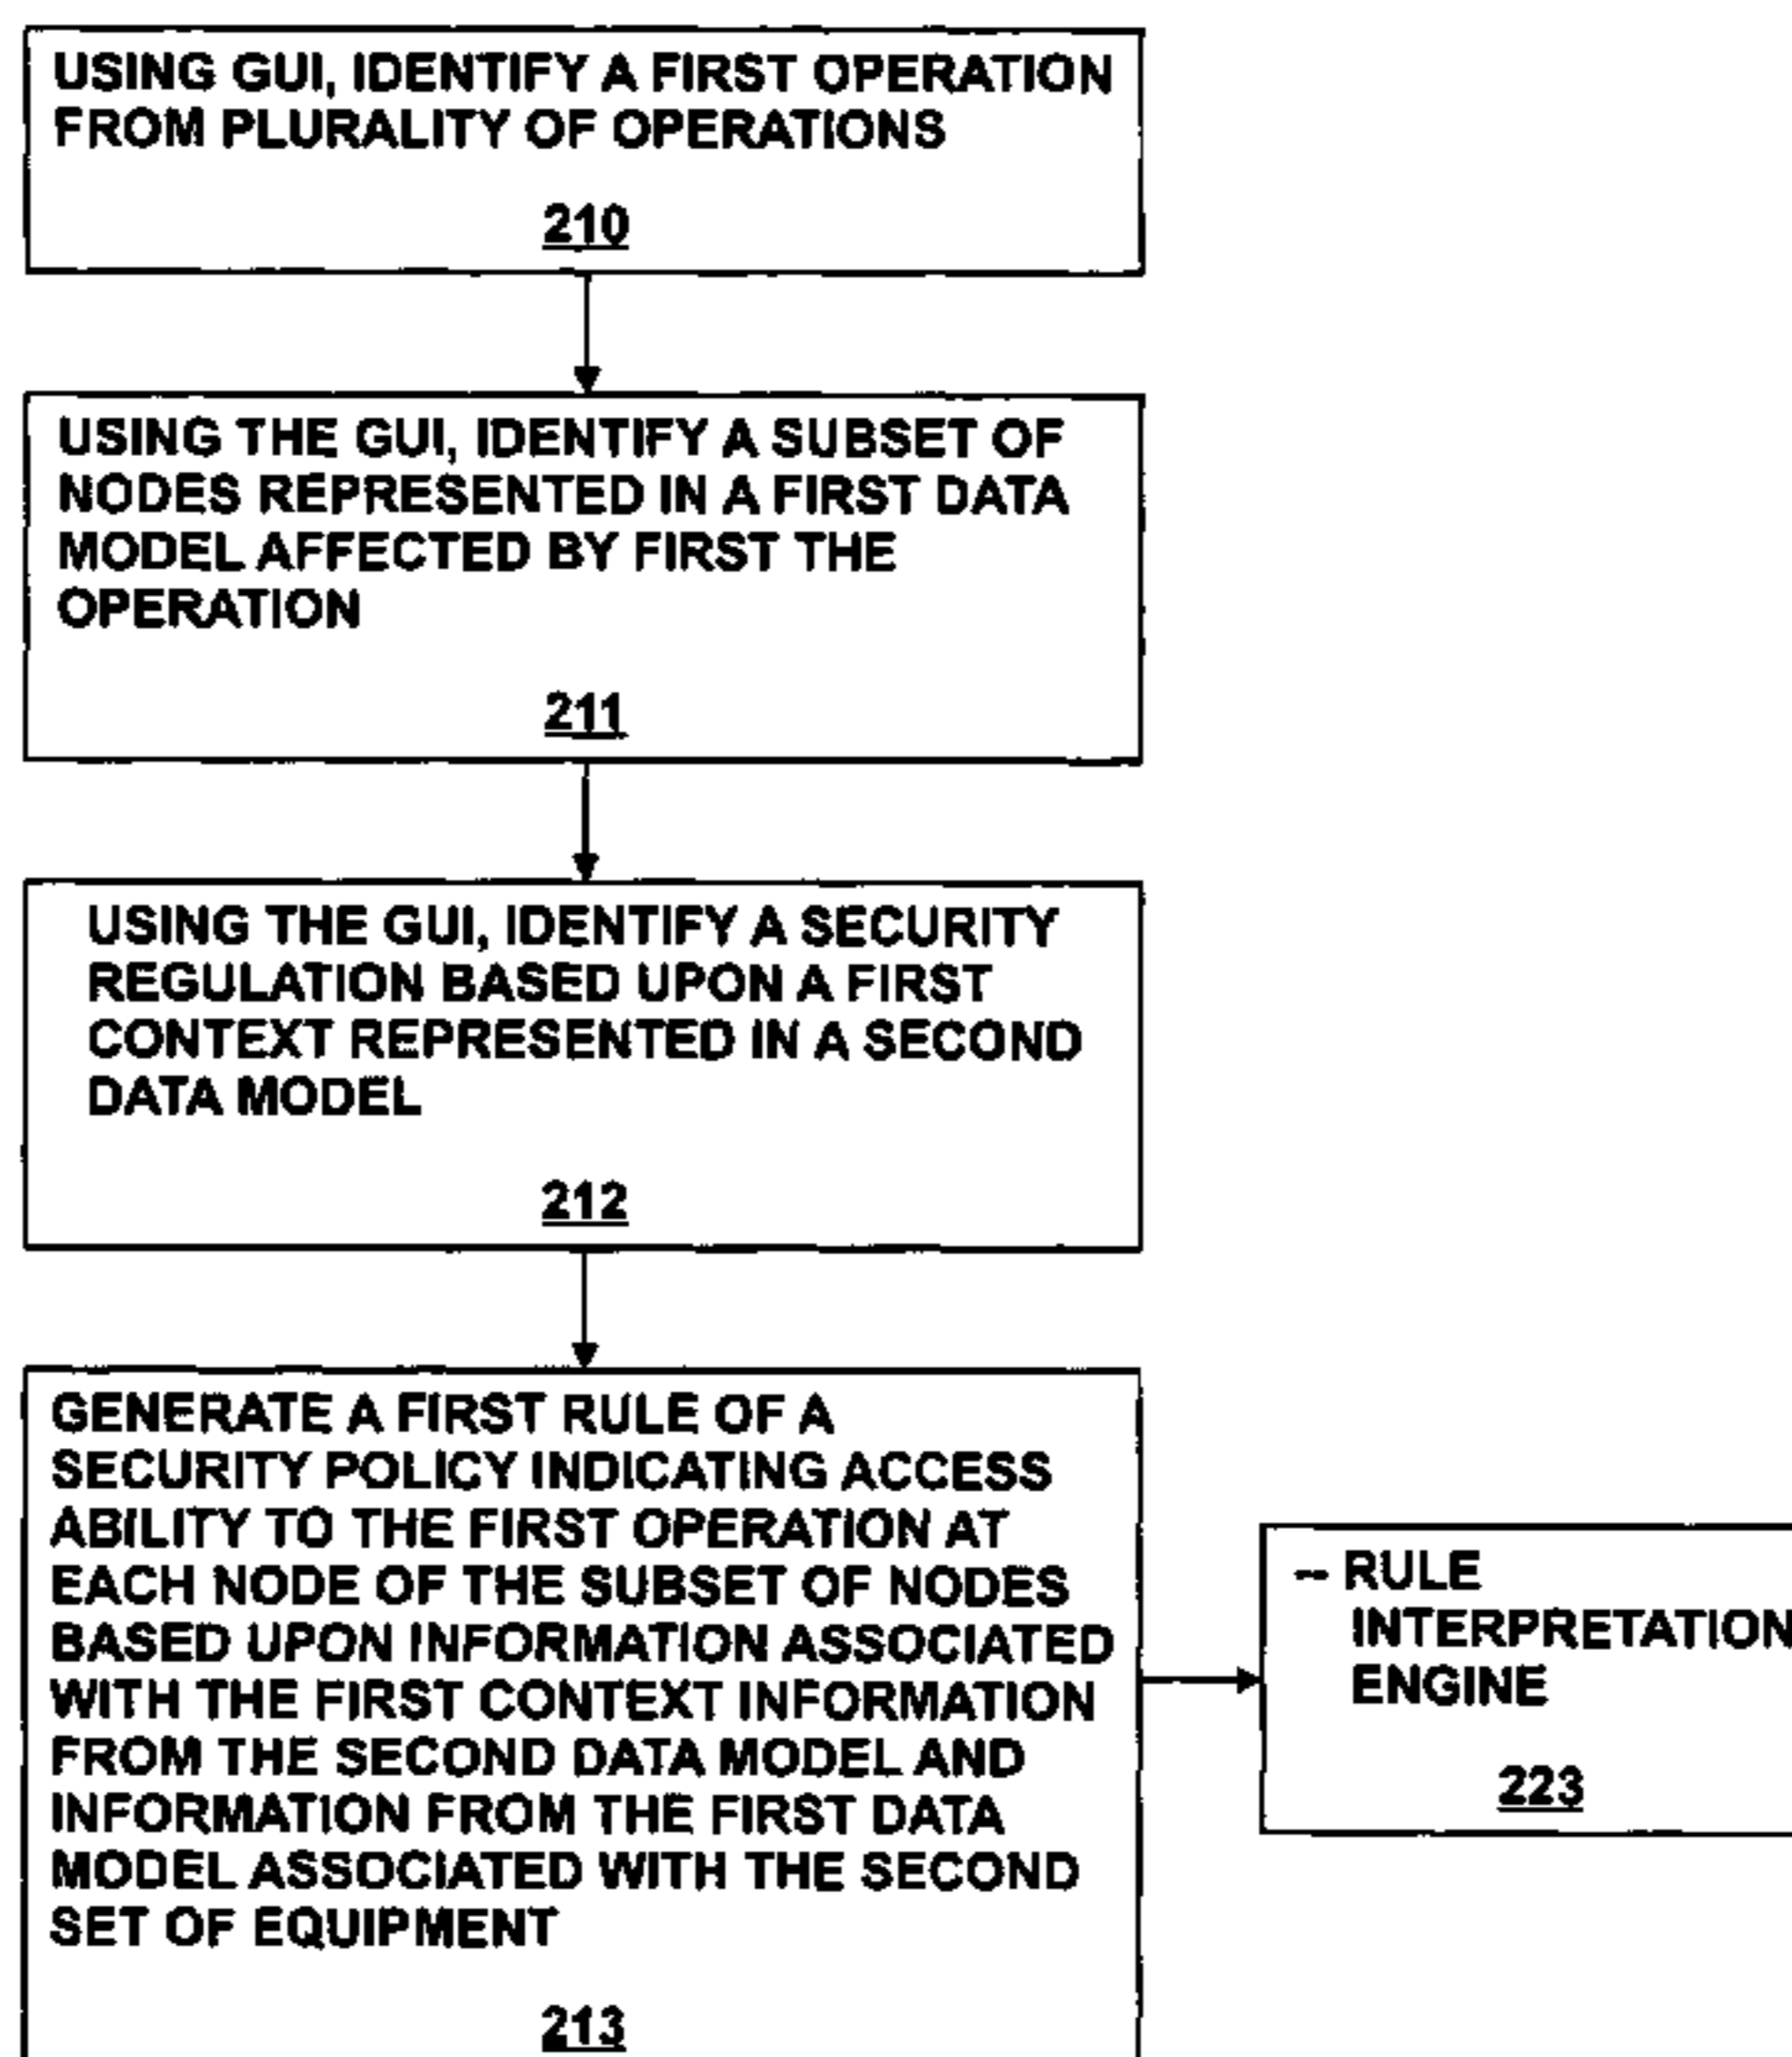 USING GUI, IDENTIFY A FIRST OPERATION
FROM PLURALITY OF OPERATIONS
210
USING THE GUI, IDENTIFY A SUBSET OF
NODES REPRESENTED IN A FIRST DATA
MODEL AFFECTED BY FIRST THE
OPERATION
211
USING THE GUI, IDENTIFY A SECURITY
REGULATION BASED UPON A FIRST
CONTEXT REPRESENTED IN A SECOND
DATA MODEL
212
GENERATE A FIRST RULE OF A
SECURITY POLICY INDICATING ACCESS
ABILITY TO THE FIRST OPERATION AT
EACH NODE OF THE SUBSET OF NODES
BASED UPON INFORMATION ASSOCIATED
WITH THE FIRST CONTEXT INFORMATION
FROM THE SECOND DATA MODEL AND
INFORMATION FROM THE FIRST DATA
MODEL ASSOCIATED WITH THE SECOND
SET OF EQUIPMENT
213
-- RULE
INTERPRETATION
ENGINE
223